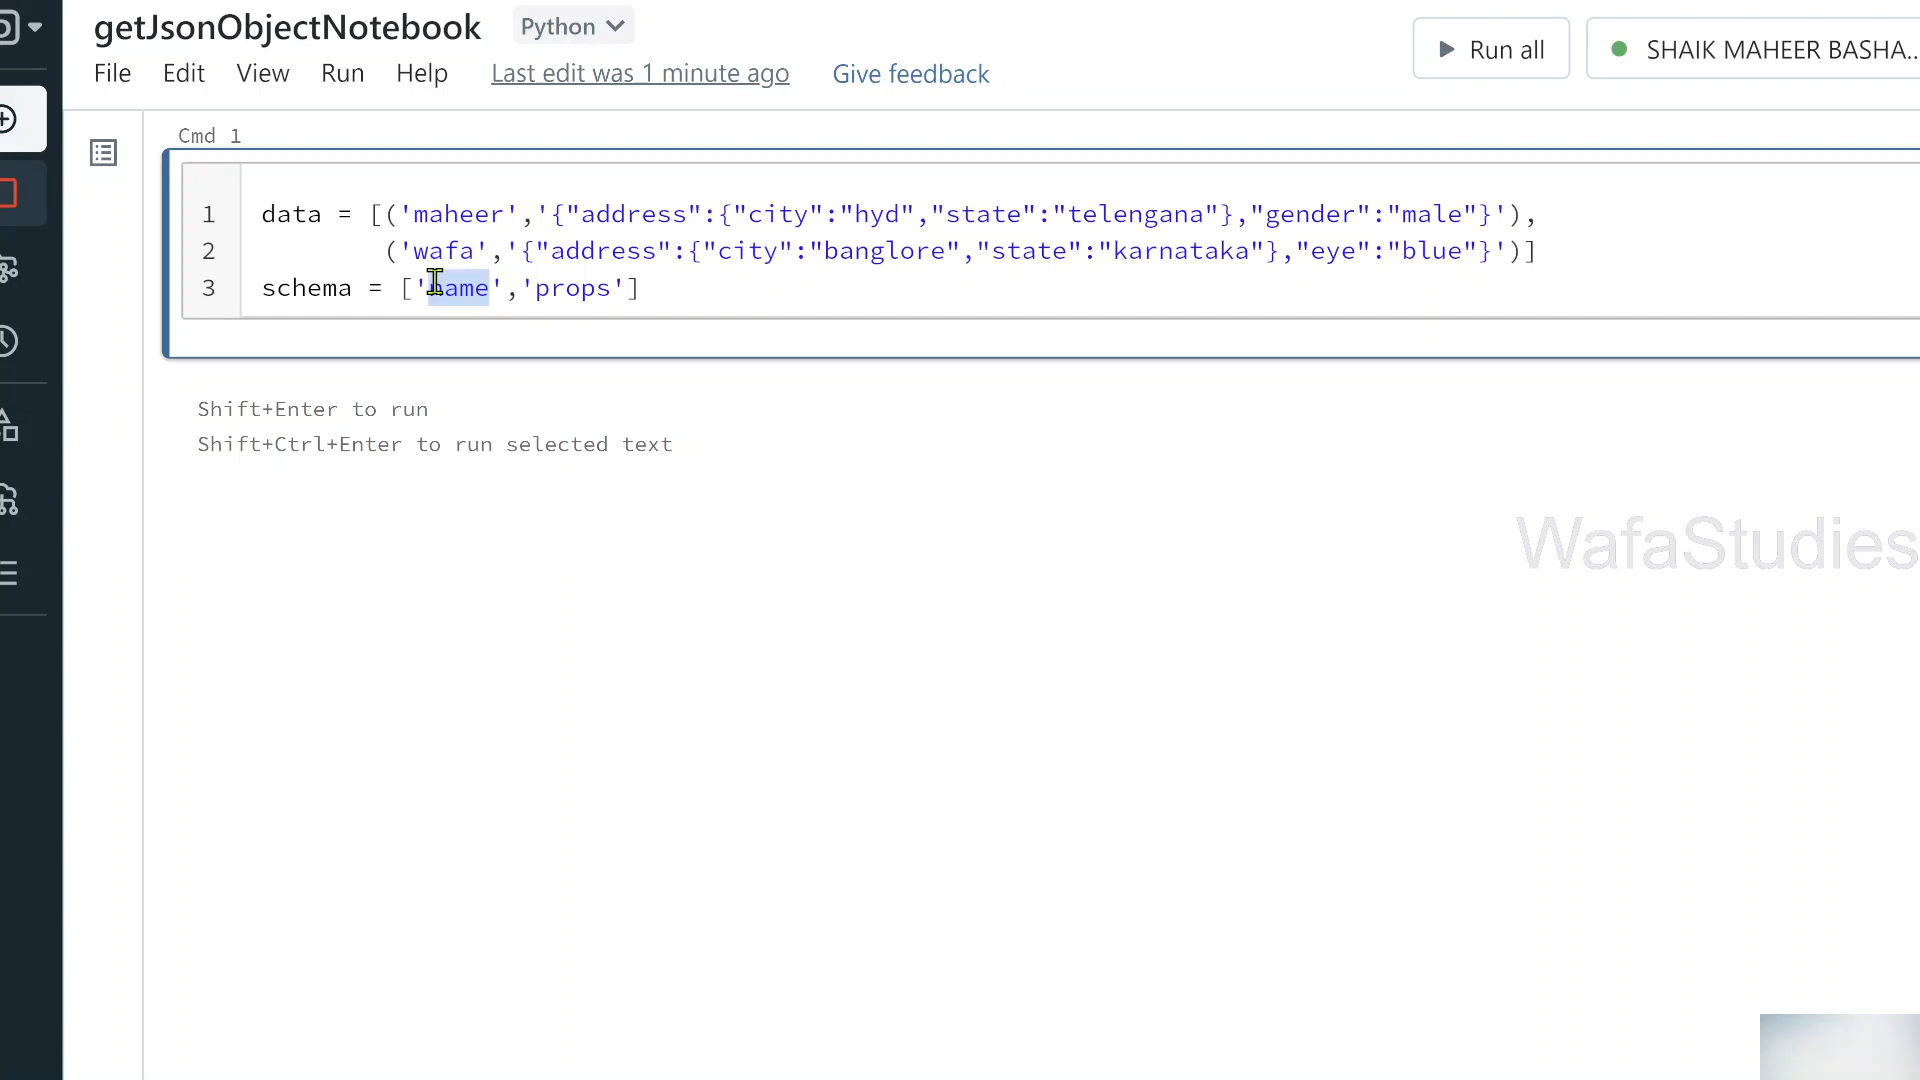 getJsonObjectNotebook Python
Run all
SHAIK MAHEER BASHA...
File Edit View Run Help Last edit was 1 minute ago Give feedback
Cmd 1
1 data = [('maheer','{"address":{"city":"hyd","state":"telengana"},"gender":"male"}'),
2 ('wafa','{"address":{"city":"banglore","state":"karnataka"},"eye":"blue"}')]
3 schema = ['name','props']
Shift+Enter to run
Shift+Ctrl+Enter to run selected text
WafaStudies